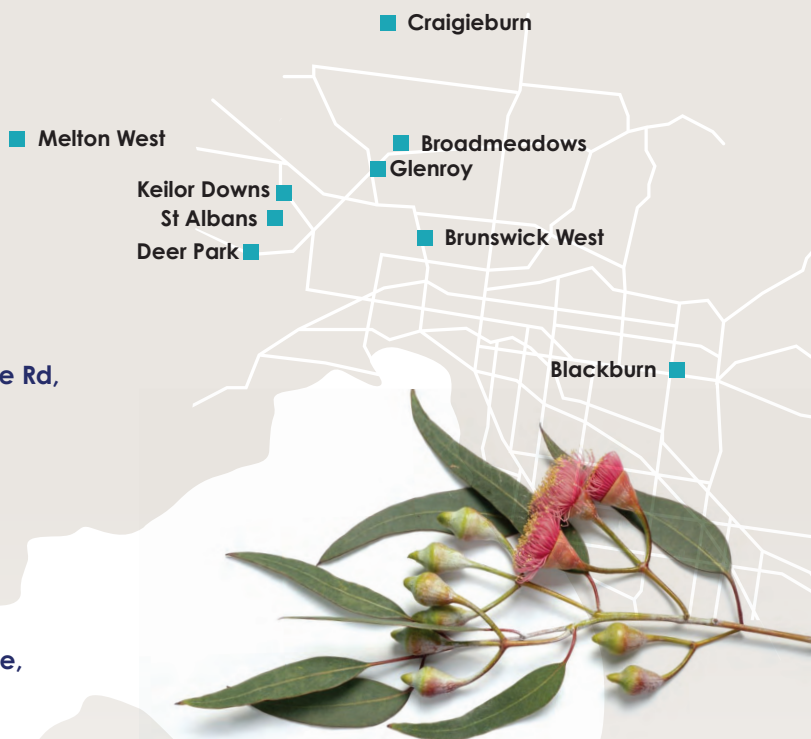 Craigieburn
Melton West
Broadmeadows
Glenroy
Keilor Downs
St Albans
Brunswick West
Deer Park
Blackburn
e Rd,
e,